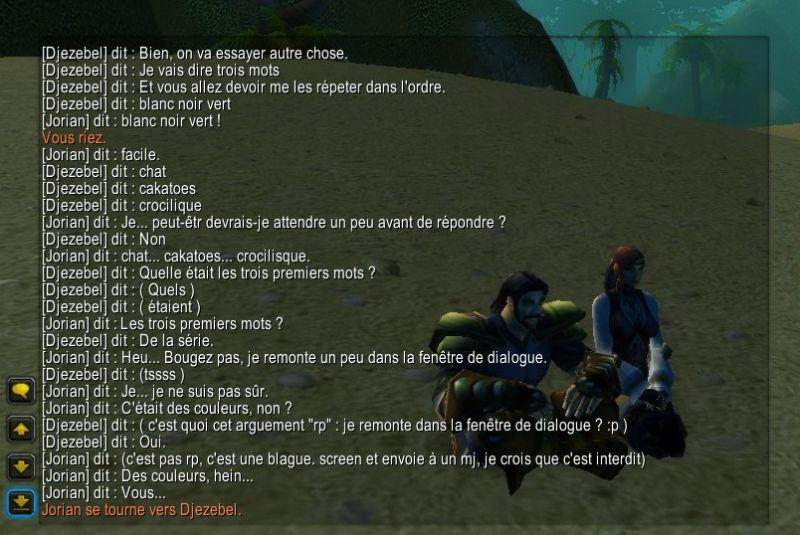 [Djezebel] dit : Bien, on va essayer autre chose.
[Djezebel] dit : Je vais dire trois mots
[Djezebel] dit : Et vous allez devoir me les répeter dans l'ordre.
[Djezebel] dit : blanc noir vert
[Jorian] dit : blanc noir vert !
Vous riez.
[Jorian] dit : facile.
[Djezebel] dit : chat
[Djezebel] dit : cakatoes
[Djezebel] dit : crocilique
[Jorian] dit : Je... peut-êtr devrais-je attendre un peu avant de répondre ?
[Djezebel] dit : Non
[Jorian] dit : chat... cakatoes... crocilisque.
[Djezebel] dit : Quelle était les trois premiers mots ?
[Djezebel] dit : ( Quels )
[Djezebel] dit : ( étaient )
[Jorian] dit : Les trois premiers mots ?
[Djezebel] dit : De la série.
[Jorian] dit : Heu... Bougez pas, je remonte un peu dans la fenêtre de dialogue.
[Djezebel] dit : (tssss )
[Jorian] dit : Je... je ne suis pas sûr.
[Jorian] dit : C'était des couleurs, non ?
[Djezebel] dit : ( c'est quoi cet arguement "rp" : je remonte dans la fenêtre de dialogue ? :p )
[Djezebel] dit : Oui.
[Jorian] dit : (c'est pas rp, c'est une blague. screen et envoie à un mj, je crois que c'est interdit)
[Jorian] dit : Des couleurs, hein...
[Jorian] dit : Vous...
Jorian se tourne vers Djezebel.